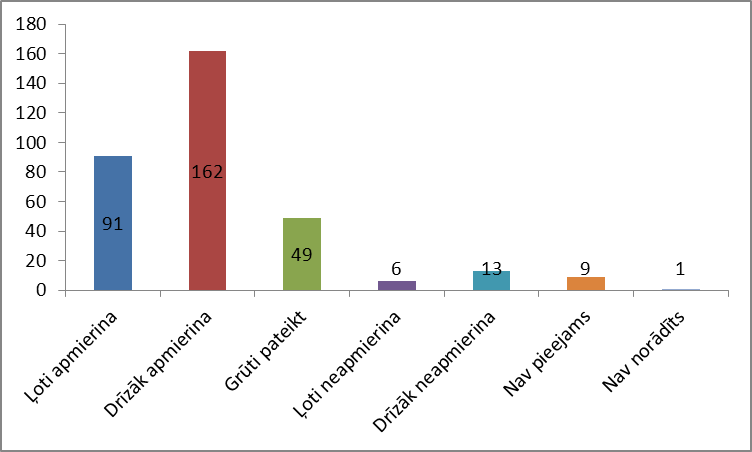 180
160
140
120
100
80
60
40
20
0
91
162
49
6
13
9
1
Ļoti apmierina
Drīzāk apmierina
Grūti pateikt
Ļoti neapmierina
Drīzāk neapmierina
Nav pieejams
Nav norādīts